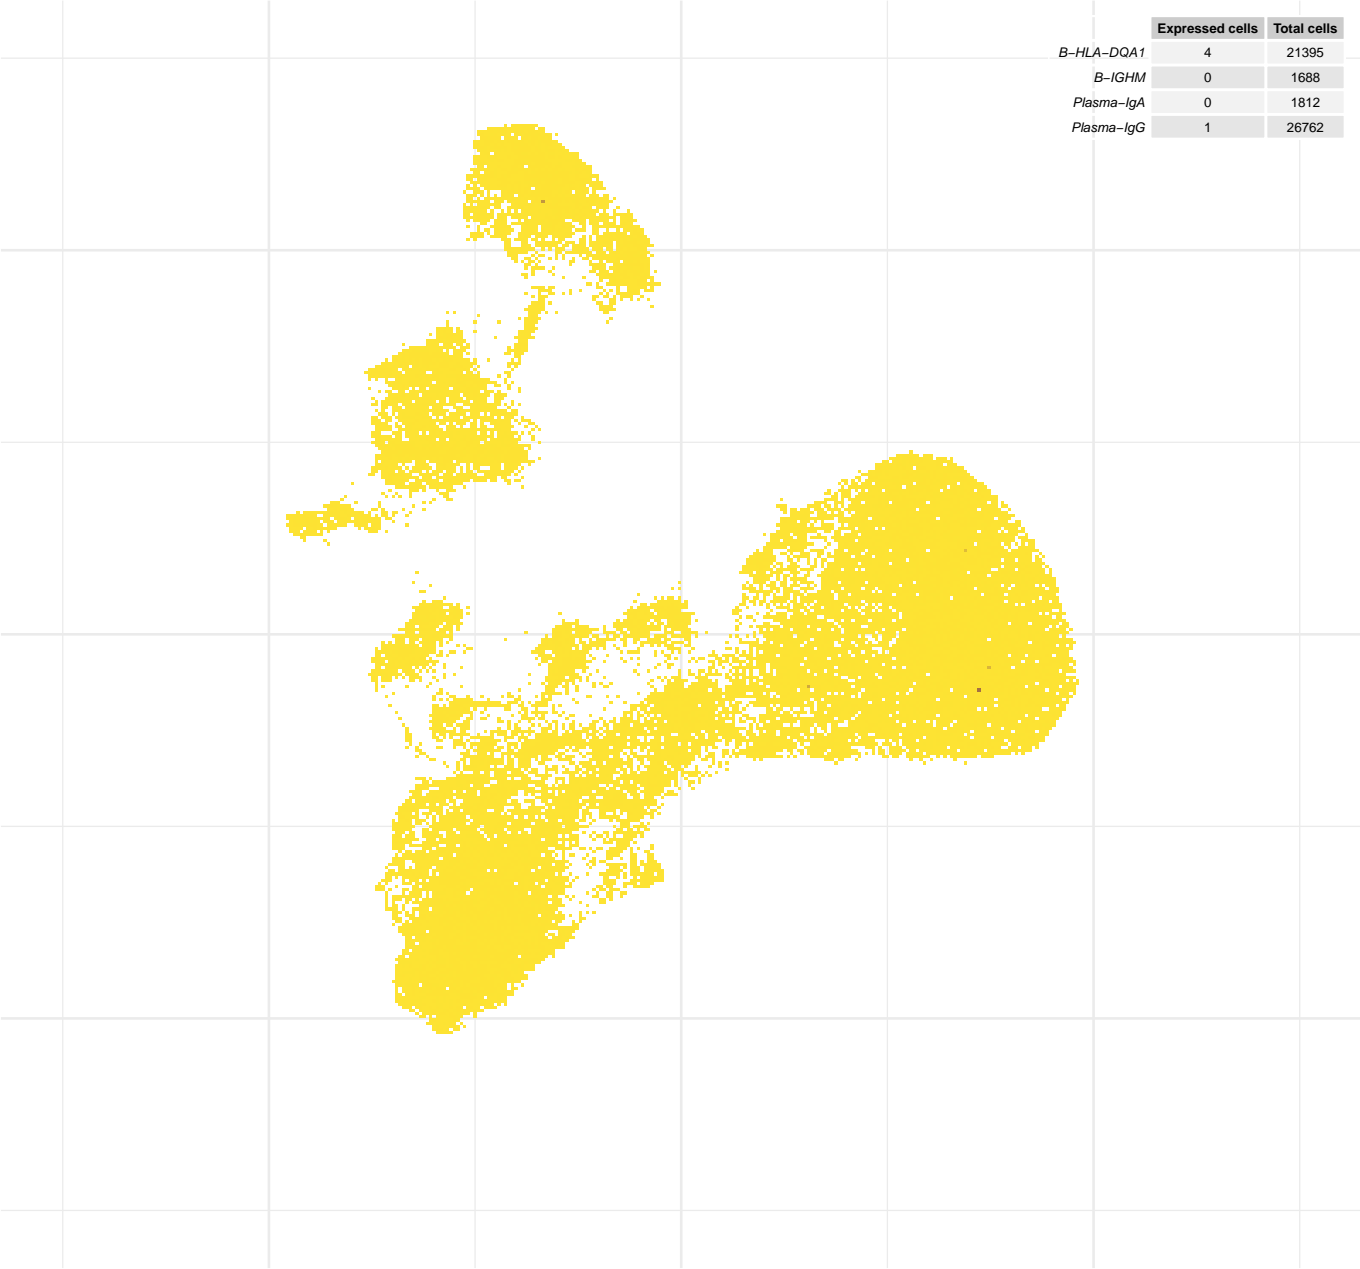 Expressed cells Total cells
B−HLA−DQA1 4 21395
B−IGHM 0 1688
Plasma−IgA 0 1812
Plasma−IgG 1 26762